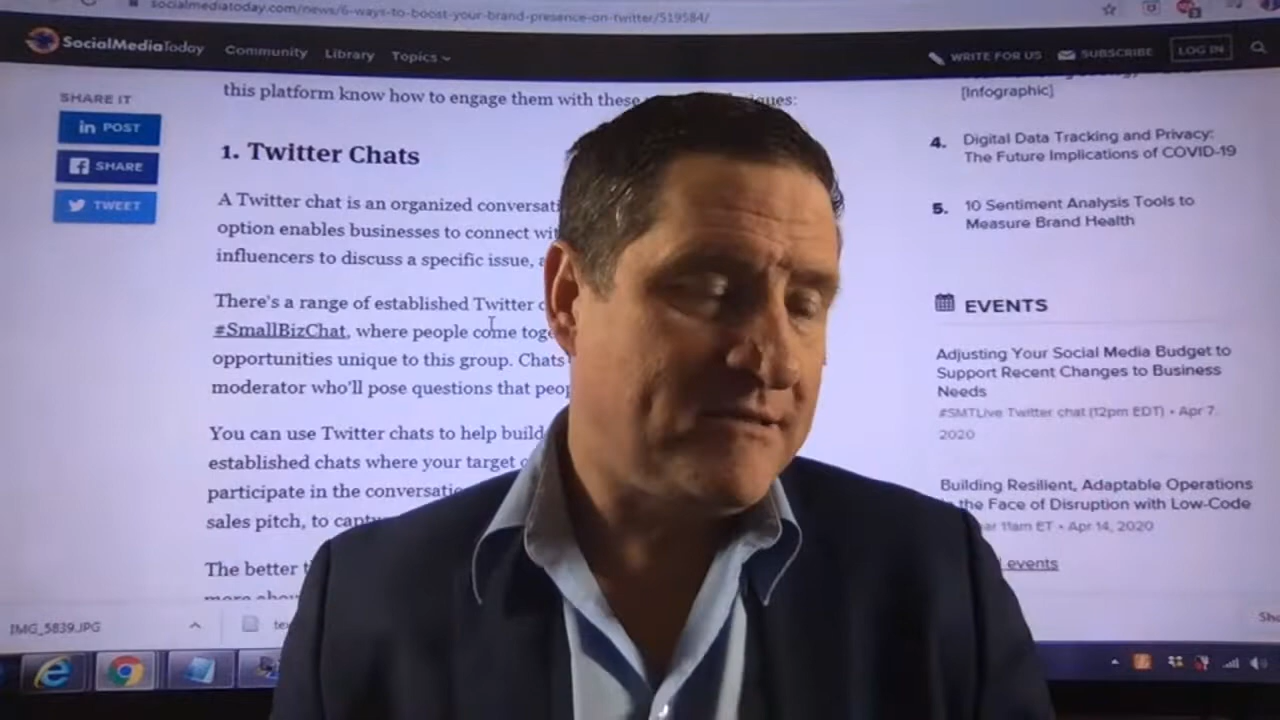 socialmediatoday.com/news/6-ways-to-boost-your-brand-presence-on-twitter/519584/
SocialMediaToday
Community
Library
Topics
WRITE FOR US
SUBSCRIBE
LOG IN
SHARE IT
in POST
SHARE
TWEET
this platform know how to engage them with these
1. Twitter Chats
A Twitter chat is an organized
option enables businesses to connect
influencers to discuss a specific issue,
There's a range of established Twitter
#SmallBizChat, where people come
opportunities unique to this group. Chats
moderator who'll pose questions that
You can use Twitter chats to help build
established chats where your target
participate in the
sales pitch, to
The better
[Infographic]
4. Digital Data Tracking and Privacy:
The Future Implications of COVID-19
5. 10 Sentiment Analysis Tools to
Measure Brand Health
EVENTS
Adjusting Your Social Media Budget to
Support Recent Changes to Business
Needs
#SMTLive Twitter chat (12pm EDT) • Apr 7,
2020
Building Resilient, Adaptable Operations
the Face of Disruption with Low-Code
11am ET • Apr 14, 2020
events
IMG_5839.JPG